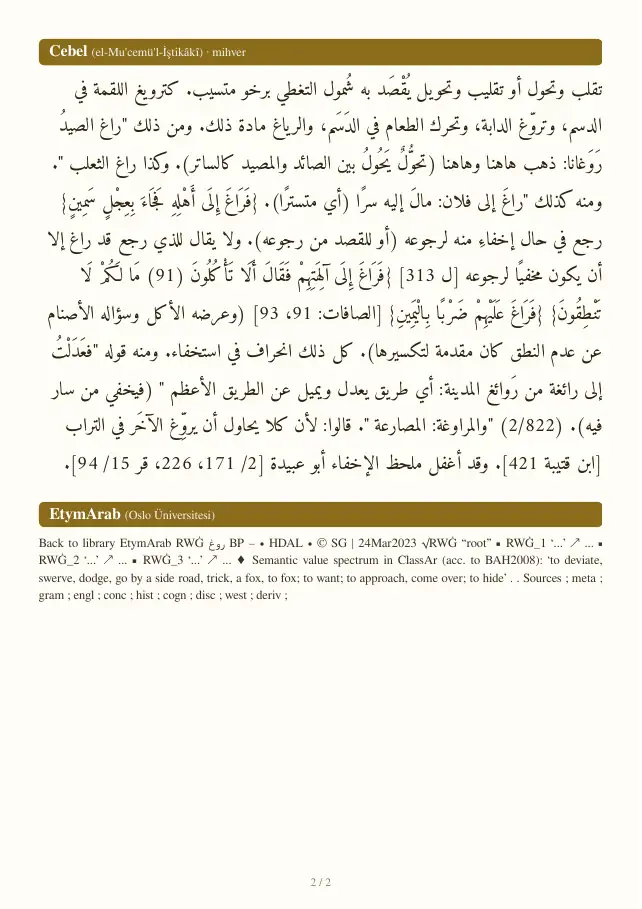 Cebel (el-Mu'cemü'l-İştikâkî) · mihver
تقلب وتحول أو تقليب وتحويل يُقْصَد به شُمول التغطي برخو متسيب. كترويغ اللقمة في
الدسم، وتروّغ الدابة، وتحرك الطعام في الدَسَم، والرياغ مادة ذلك. ومن ذلك "راغ الصيدُ
رَوَغانا: ذهب هاهنا وهاهنا (تحوُّلٌ يَحُولُ بين الصائد والمصيد كالساتر). وكذا راغ الثعلب ".
ومنه كذلك "راغَ إلى فلان: مالَ إليه سرًا (أي متسترًا). {فَرَاغَ إِلَى أَهْلِهِ فَجَاءَ بِعِجْلٍ سَمِينٍ}
رجع في حال إخفاءِ منه لرجوعه (أو للقصد من رجوعه). ولا يقال للذي رجع قد راغ إلا
أن يكون مخفيًا لرجوعه [ل 313] {فَرَاغَ إِلَى آلِهَتِهِمْ فَقَالَ أَلَا تَأْكُلُونَ (91) مَا لَكُمْ لَا
تَنْطِقُونَ} {فَرَاغَ عَلَيْهِمْ ضَرْبًا بِالْيَمِينِ} [الصافات: 91، 93] (وعرضه الأكل وسؤاله الأصنام
عن عدم النطق كان مقدمة لتكسيرها). كل ذلك انحراف في استخفاء. ومنه قوله "فعَدَلْتُ
إلى رائغة من رَوائغ المدينة: أي طريق يعدل ويميل عن الطريق الأعظم " (فيخفي من سار
فيه). (2/822) "والمراوغة: المصارعة ". قالوا: لأن كلا يحاول أن يروّغ الآخَر في التراب
[ابن قتيبة 421]. وقد أغفل ملحظ الإخفاء أبو عبيدة [2/ 171، 226، قر 15/ 94].
EtymArab (Oslo Üniversitesi)
Back to library EtymArab RWĠ روغ BP – • HDAL • © SG | 24Mar2023 √RWĠ “root” ▪ RWĠ_1 ‘...’ ↗ ... ▪
RWĠ_2 ‘...’ ↗ ... ▪ RWĠ_3 ‘...’ ↗ ... ♦ Semantic value spectrum in ClassAr (acc. to BAH2008): ‘to deviate,
swerve, dodge, go by a side road, trick, a fox, to fox; to want; to approach, come over; to hide’ . . Sources ; meta ;
gram ; engl ; conc ; hist ; cogn ; disc ; west ; deriv ;
2 / 2